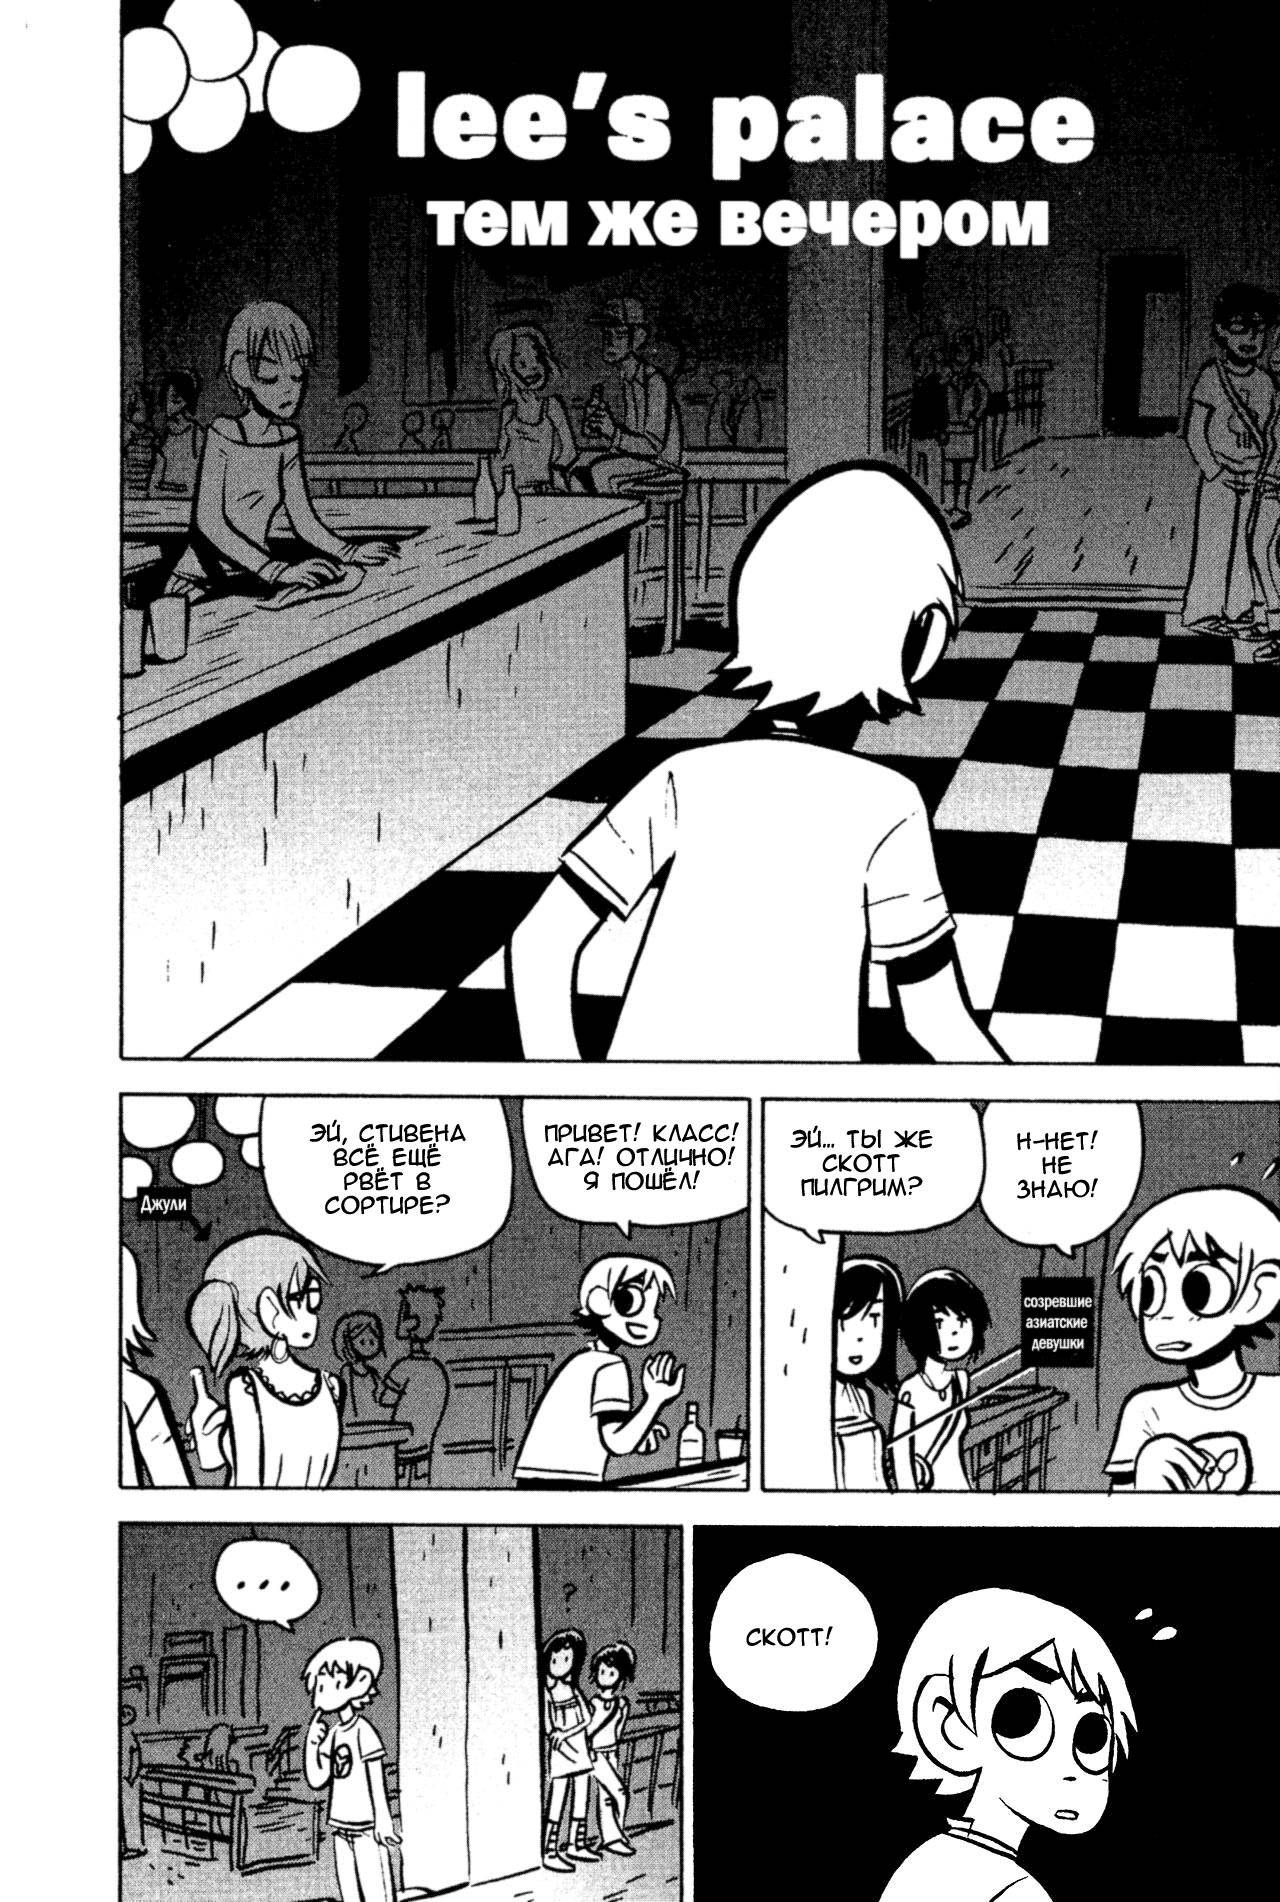 lee's palace
тем же вечером
Джули
ЭЙ, СТИВЕНА
ВСЁ ЕЩЁ
РВЁТ В
СОРТИРЕ?
ПРИВЕТ! КЛАСС!
АГА! ОТЛИЧНО!
Я ПОШЁЛ!
ЭЙ... ТЫ ЖЕ
СКОТТ
ПИЛГРИМ?
Н-НЕТ!
НЕ
ЗНАЮ!
созревшие
азиатские
девушки
...
?
СКОТТ!